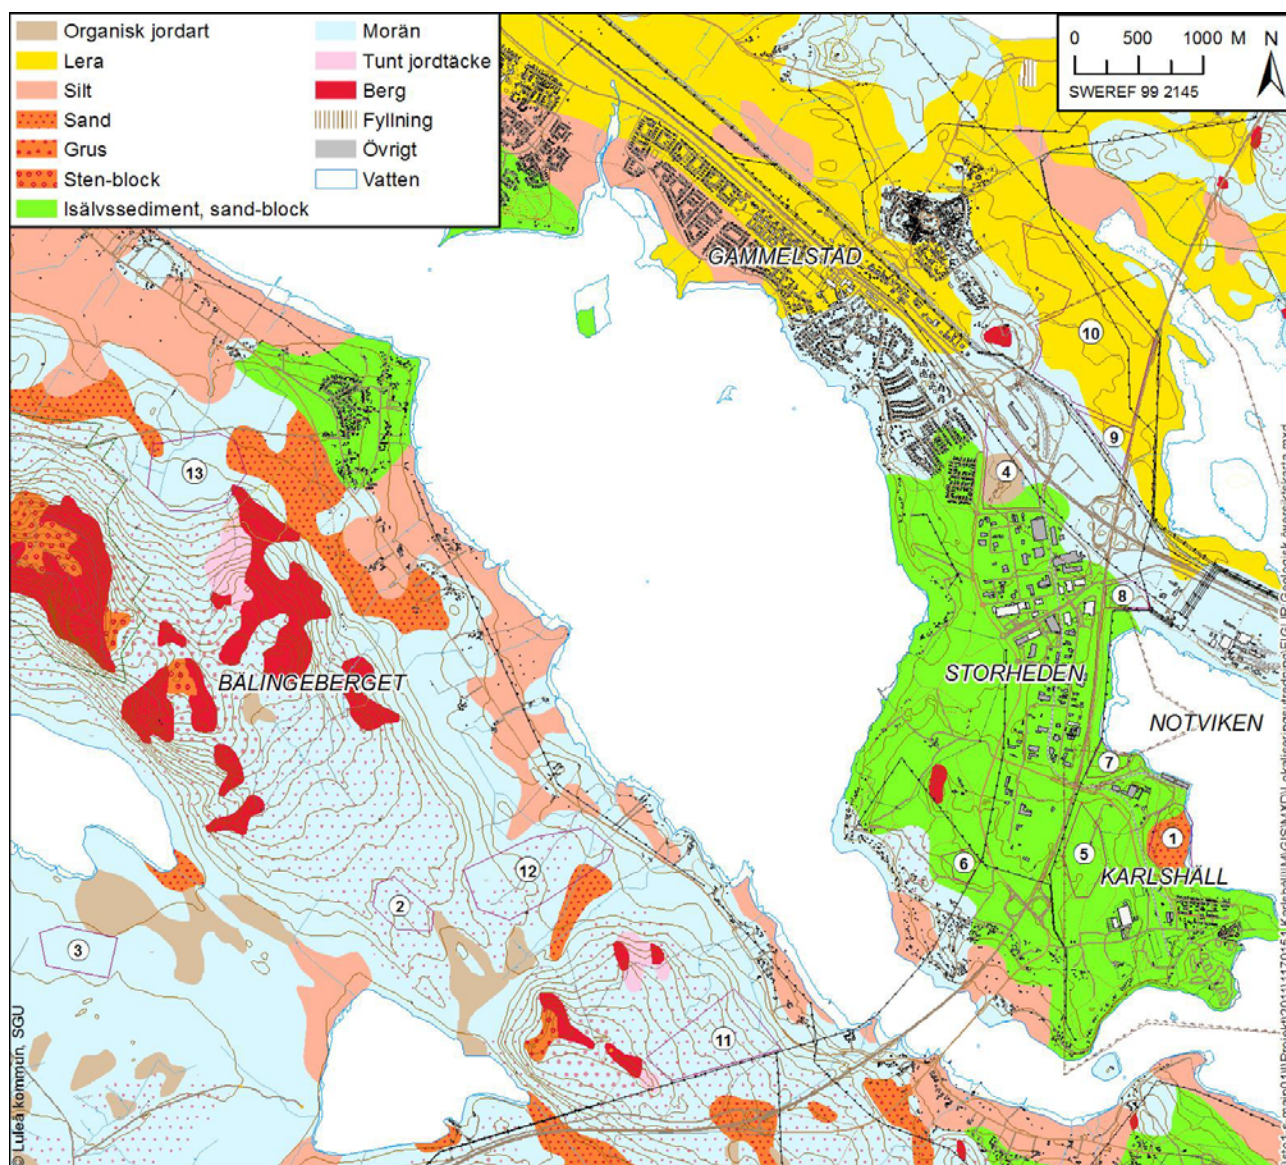 Organisk jordart
Lera
Silt
Sand
Grus
Sten-block
Isälvssediment, sand-block
Morän
Tunt jordtäcke
Berg
Fyllning
Övrigt
Vatten
0 500 1000 M N
SWEREF 99 2145
GAMMELSTAD
10
9
13
4
8
BÄLINGEBERGET
STORHEDEN
NOTVIKEN
7
1
5
6
KARLSHÄLL
12
2
3
11
© Luleå kommun, SGU